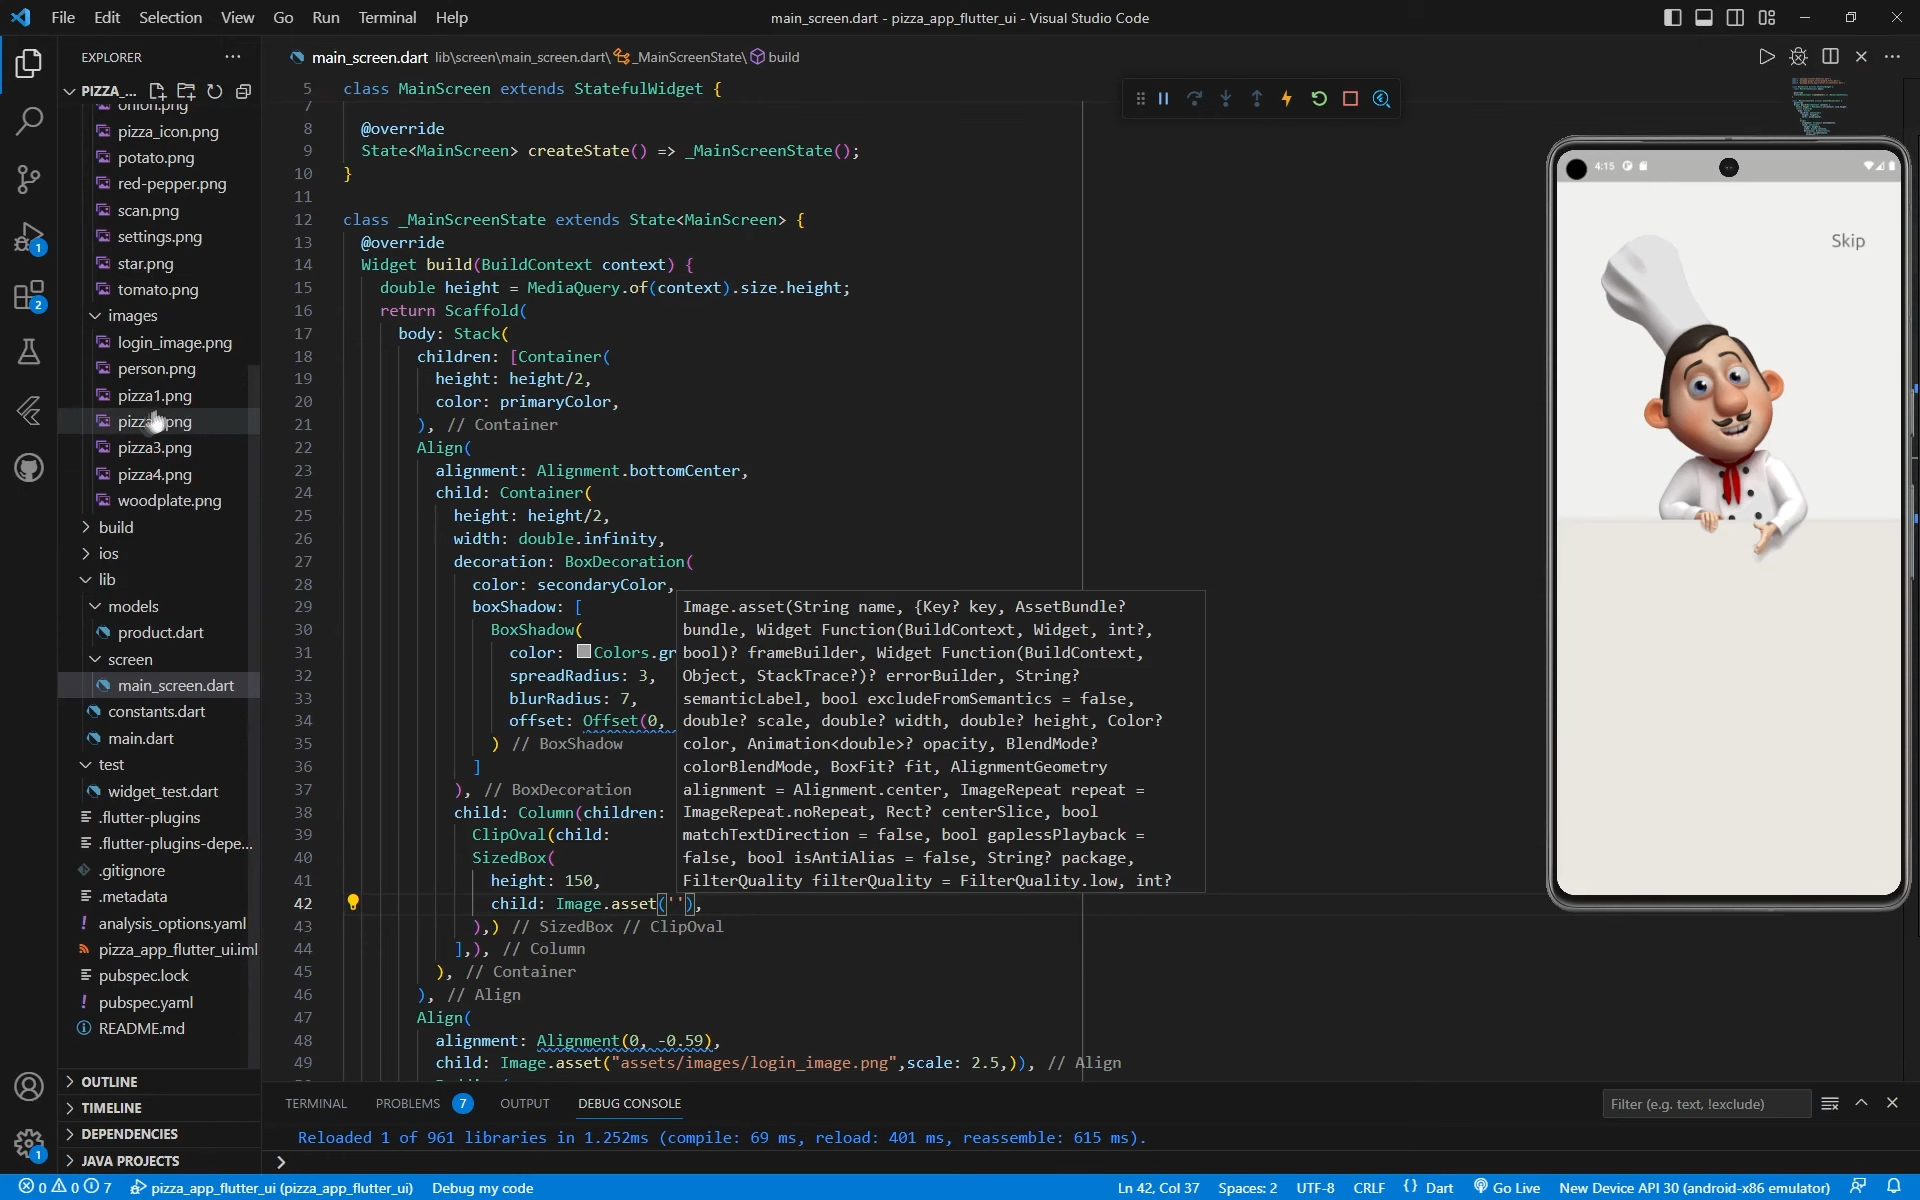 File Edit Selection View Go Run Terminal Help
main_screen.dart - pizza_app_flutter_ui - Visual Studio Code
EXPLORER
PIZZA_...
onion.png
pizza_icon.png
potato.png
red-pepper.png
scan.png
settings.png
star.png
tomato.png
images
login_image.png
person.png
pizza1.png
pizza3.png
pizza4.png
woodplate.png
build
ios
lib
models
product.dart
screen
main_screen.dart
constants.dart
main.dart
test
widget_test.dart
.flutter-plugins
.flutter-plugins-depe...
.gitignore
.metadata
analysis_options.yaml
pizza_app_flutter_ui.iml
pubspec.lock
pubspec.yaml
README.md
OUTLINE
TIMELINE
DEPENDENCIES
JAVA PROJECTS
1
2
1
main_screen.dart lib\screen\main_screen.dart\ _MainScreenState\ build
5 class MainScreen extends StatefulWidget {
7
8 @override
9 State<MainScreen> createState() => _MainScreenState();
10 }
11
12 class _MainScreenState extends State<MainScreen> {
13 @override
14 Widget build(BuildContext context) {
15 double height = MediaQuery.of(context).size.height;
16 return Scaffold(
17 body: Stack(
18 children: [Container(
19 height: height/2,
20 color: primaryColor,
21 ), // Container
22 Align(
23 alignment: Alignment.bottomCenter,
24 child: Container(
25 height: height/2,
26 width: double.infinity,
27 decoration: BoxDecoration(
28 color: secondaryColor,
29 boxShadow: [
30 BoxShadow(
31 color: Colors.gr
32 spreadRadius: 3,
33 blurRadius: 7,
34 offset: Offset(0,
35 ) // BoxShadow
36 ]
37 ), // BoxDecoration
38 child: Column(children:
39 ClipOval(child:
40 SizedBox(
41 height: 150,
42 child: Image.asset(''),
43 ),) // SizedBox // ClipOval
44 ],), // Column
45 ), // Container
46 ), // Align
47 Align(
48 alignment: Alignment(0, -0.59),
49 child: Image.asset("assets/images/login_image.png",scale: 2.5,)), // Align
Image.asset(String name, {Key? key, AssetBundle?
bundle, Widget Function(BuildContext, Widget, int?,
bool)? frameBuilder, Widget Function(BuildContext,
Object, StackTrace?)? errorBuilder, String?
semanticLabel, bool excludeFromSemantics = false,
double? scale, double? width, double? height, Color?
color, Animation<double>? opacity, BlendMode?
colorBlendMode, BoxFit? fit, AlignmentGeometry
alignment = Alignment.center, ImageRepeat repeat =
ImageRepeat.noRepeat, Rect? centerSlice, bool
matchTextDirection = false, bool gaplessPlayback =
false, bool isAntiAlias = false, String? package,
FilterQuality filterQuality = FilterQuality.low, int?
4:15
Skip
TERMINAL PROBLEMS 7 OUTPUT DEBUG CONSOLE
Filter (e.g. text, !exclude)
Reloaded 1 of 961 libraries in 1.252ms (compile: 69 ms, reload: 401 ms, reassemble: 615 ms).
0 0 7 pizza_app_flutter_ui (pizza_app_flutter_ui) Debug my code
Ln 42, Col 37 Spaces: 2 UTF-8 CRLF {} Dart Go Live New Device API 30 (android-x86 emulator)